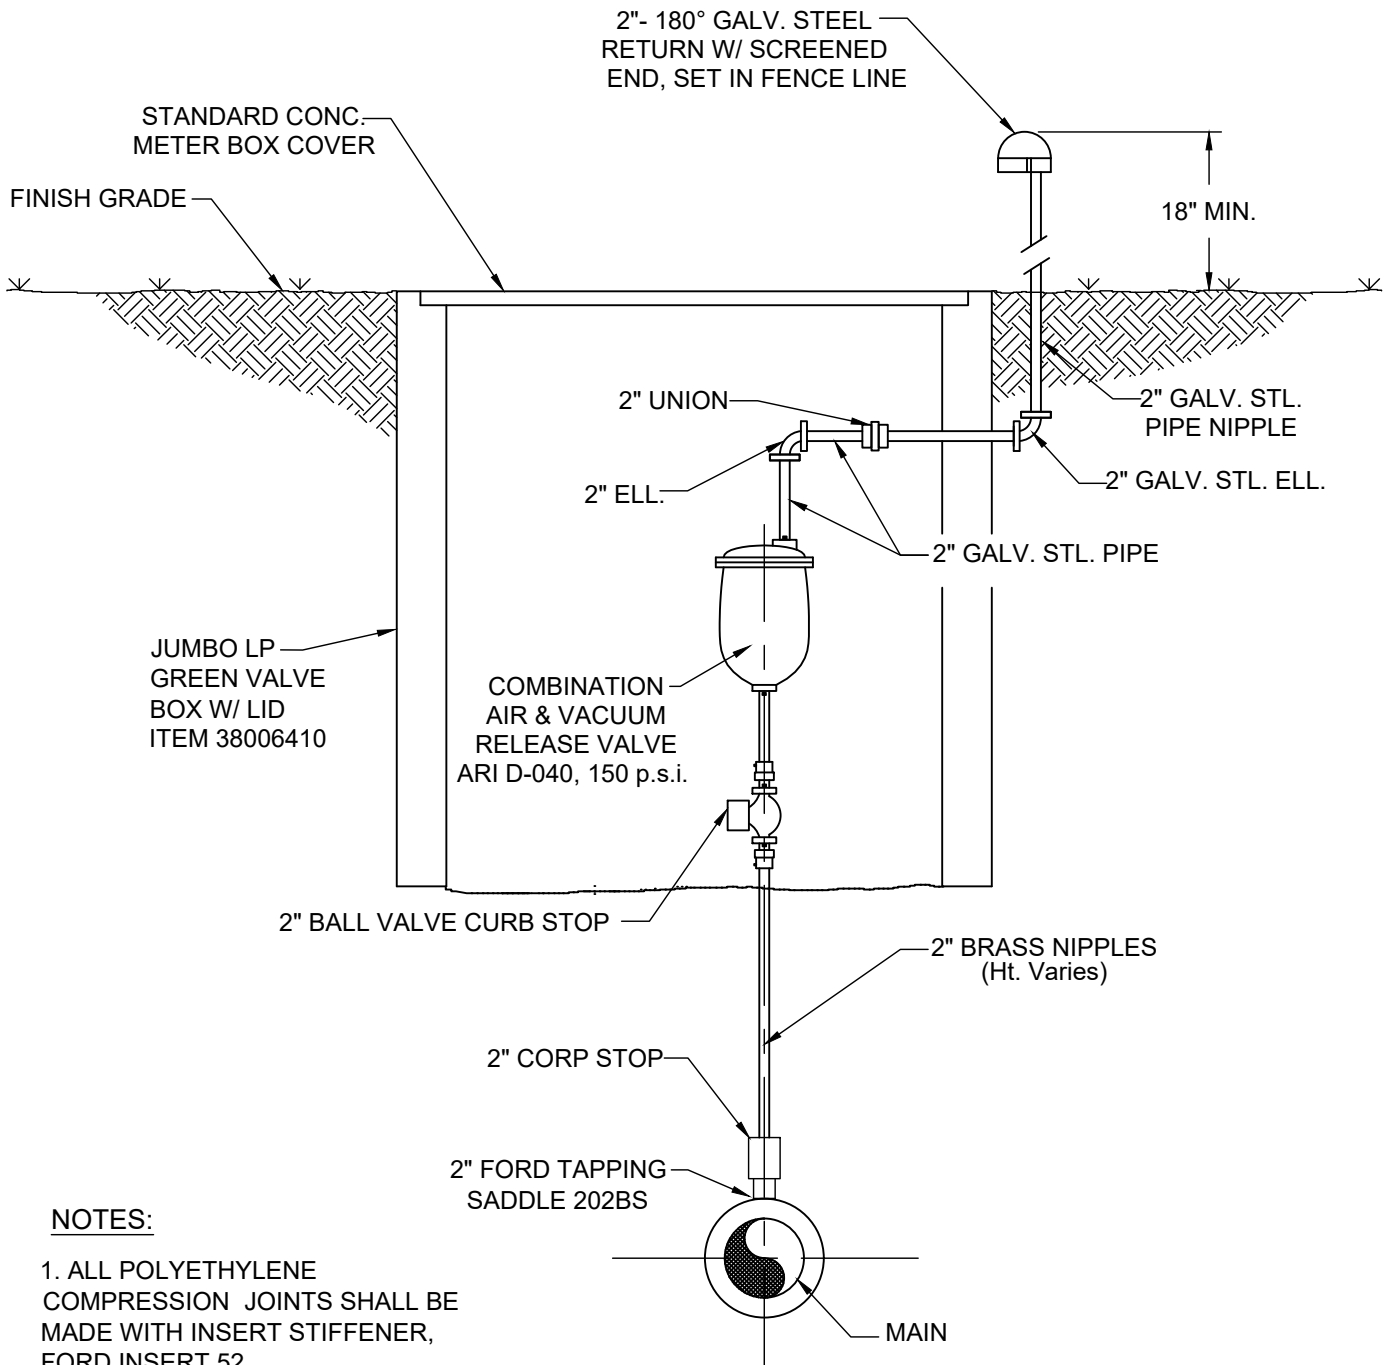 2"- 180° GALV. STEEL
RETURN W/ SCREENED
END, SET IN FENCE LINE
STANDARD CONC.
METER BOX COVER
FINISH GRADE
18" MIN.
2" UNION
2" GALV. STL.
PIPE NIPPLE
2" ELL.
2" GALV. STL. ELL.
2" GALV. STL. PIPE
JUMBO LP
GREEN VALVE
BOX W/ LID
ITEM 38006410
COMBINATION
AIR & VACUUM
RELEASE VALVE
ARI D-040, 150 p.s.i.
2" BALL VALVE CURB STOP
2" BRASS NIPPLES
(Ht. Varies)
2" CORP STOP
2" FORD TAPPING
SADDLE 202BS
MAIN
NOTES:
1. ALL POLYETHYLENE
COMPRESSION JOINTS SHALL BE
MADE WITH INSERT STIFFENER,
FORD INSERT 52